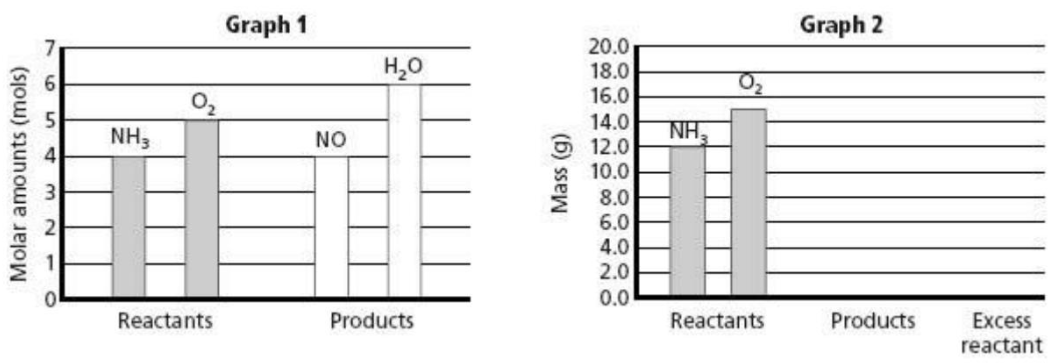 Graph 1
Molar amounts (mols)
7
6
5
4
3
2
1
0
NH₃
O₂
NO
H₂O
Reactants
Products
Graph 2
Mass (g)
20.0
18.0
16.0
14.0
12.0
10.0
8.0
6.0
4.0
2.0
0.0
NH₃
O₂
Reactants
Products
Excess
reactant